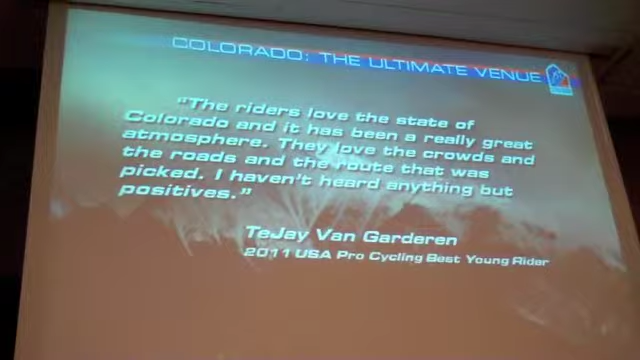 COLORADO: THE ULTIMATE VENUE
"The riders love the state of
Colorado and it has been a really great
atmosphere. They love the crowds and
the roads and the route that was
picked. I haven't heard anything but
positives."
TeJay Van Garderen
2011 USA Pro Cycling Best Young Rider